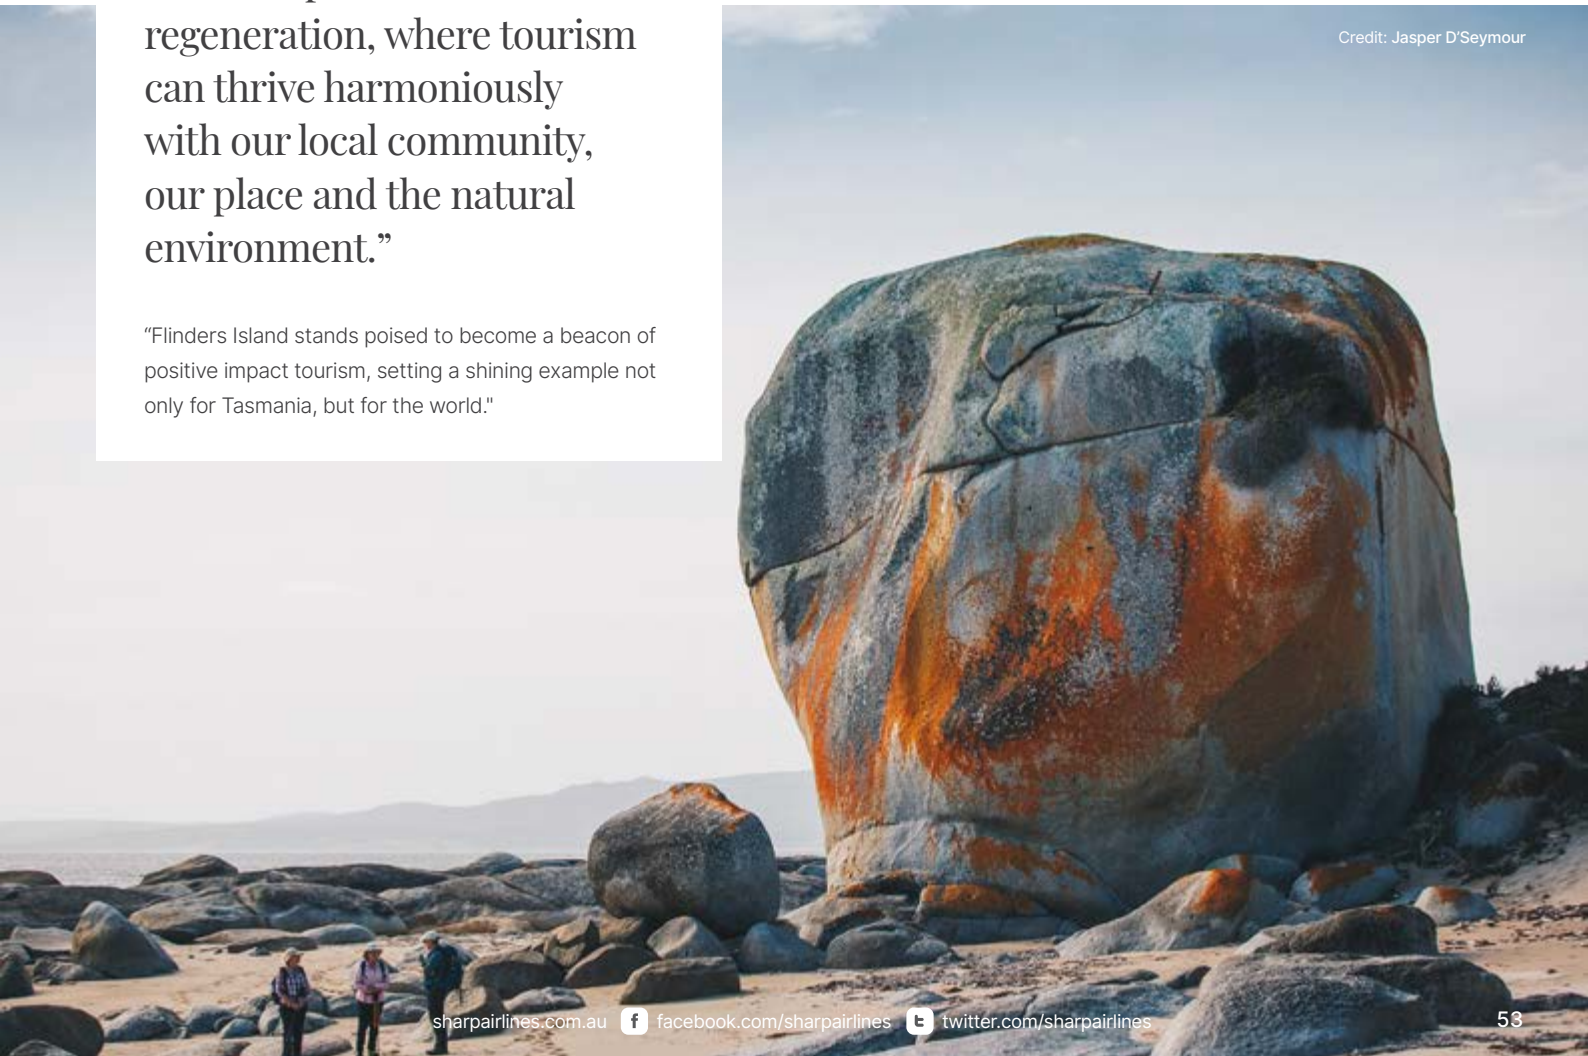 regeneration, where tourism
can thrive harmoniously
with our local community,
our place and the natural
environment.”
“Flinders Island stands poised to become a beacon of
positive impact tourism, setting a shining example not
only for Tasmania, but for the world."
Credit: Jasper D'Seymour
sharpairlines.com.au facebook.com/sharpairlines twitter.com/sharpairlines 53